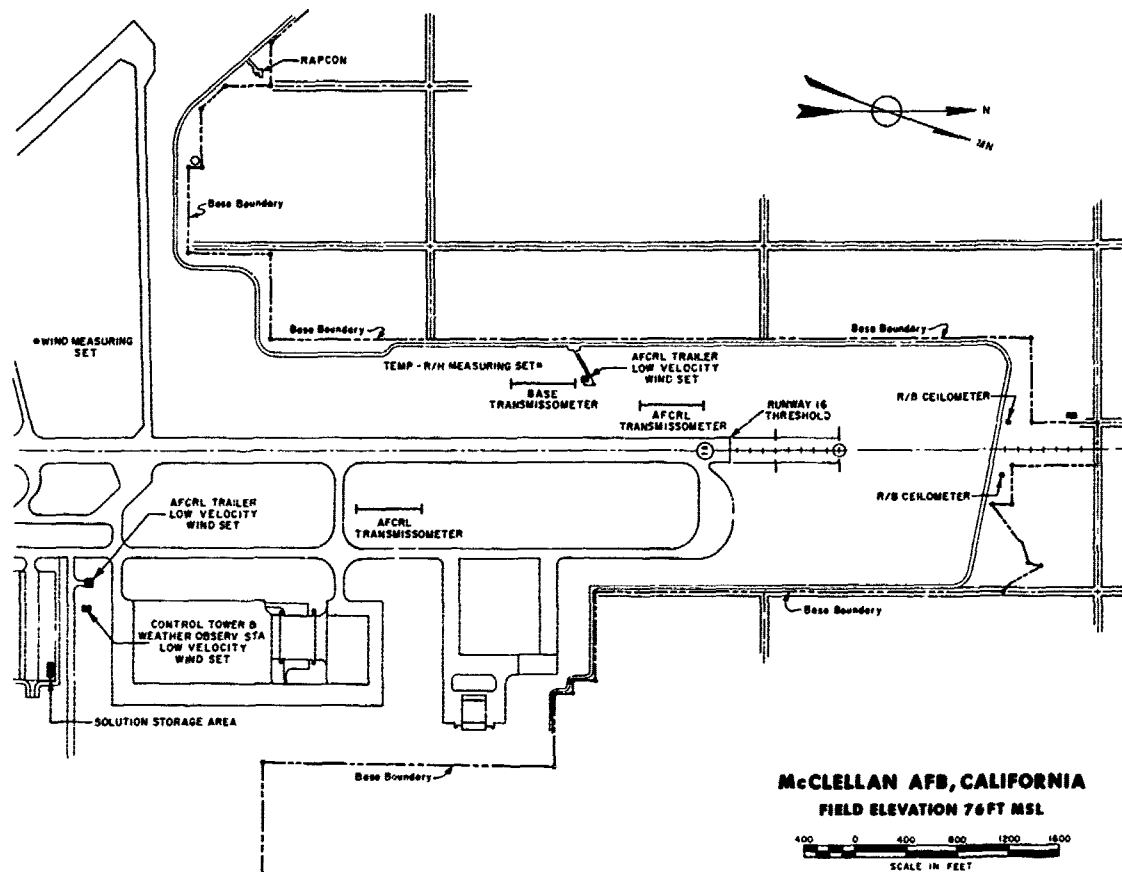 RAPCON
N
MN
Base Boundary
Base Boundary
Base Boundary
*WIND MEASURING
SET
TEMP - R/H MEASURING SET*
AFCRL TRAILER
LOW VELOCITY
WIND SET
BASE
TRANSMISSOMETER
AFCRL
TRANSMISSOMETER
RUNWAY 16
THRESHOLD
R/B CEILOMETER
R/B CEILOMETER
AFCRL TRAILER
LOW VELOCITY
WIND SET
AFCRL
TRANSMISSOMETER
CONTROL TOWER &
WEATHER OBSERV STA
LOW VELOCITY
WIND SET
Base Boundary
SOLUTION STORAGE AREA
Base Boundary
McCLELLAN AFB, CALIFORNIA
FIELD ELEVATION 76 FT MSL
400 0 400 800 1200 1600
SCALE IN FEET